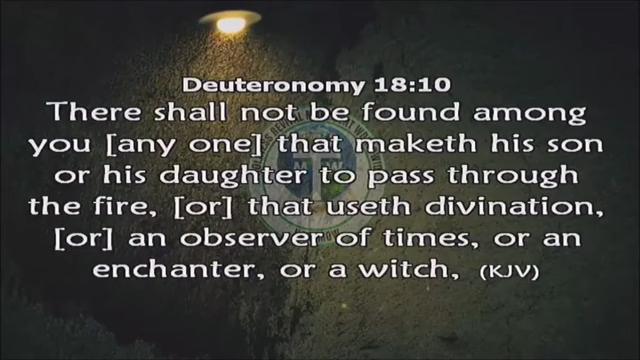 Deuteronomy 18:10
There shall not be found among
you [any one] that maketh his son
or his daughter to pass through
the fire, [or] that useth divination,
[or] an observer of times, or an
enchanter, or a witch, (KJV)